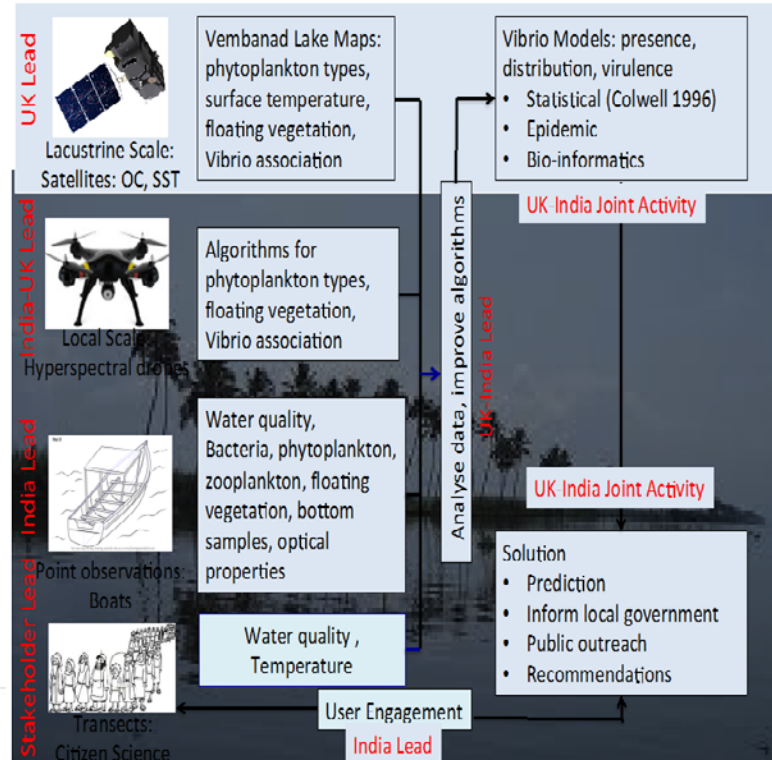 UK Lead
Lacustrine Scale:
Satellites: OC, SST
Vembanad Lake Maps:
phytoplankton types,
surface temperature,
floating vegetation,
Vibrio association
Vibrio Models: presence,
distribution, virulence
• Statistical (Colwell 1996)
• Epidemic
• Bio-informatics
UK-India Joint Activity
India-UK Lead
Local Scale:
Hyperspectral drones
Algorithms for
phytoplankton types,
floating vegetation,
Vibrio association
Analyse data, improve algorithms
UK-India Lead
India Lead
Point observations:
Boats
Water quality,
Bacteria, phytoplankton,
zooplankton, floating
vegetation, bottom
samples, optical
properties
UK-India Joint Activity
Solution
• Prediction
• Inform local government
• Public outreach
• Recommendations
Stakeholder Lead
Transects:
Citizen Science
Water quality ,
Temperature
User Engagement
India Lead